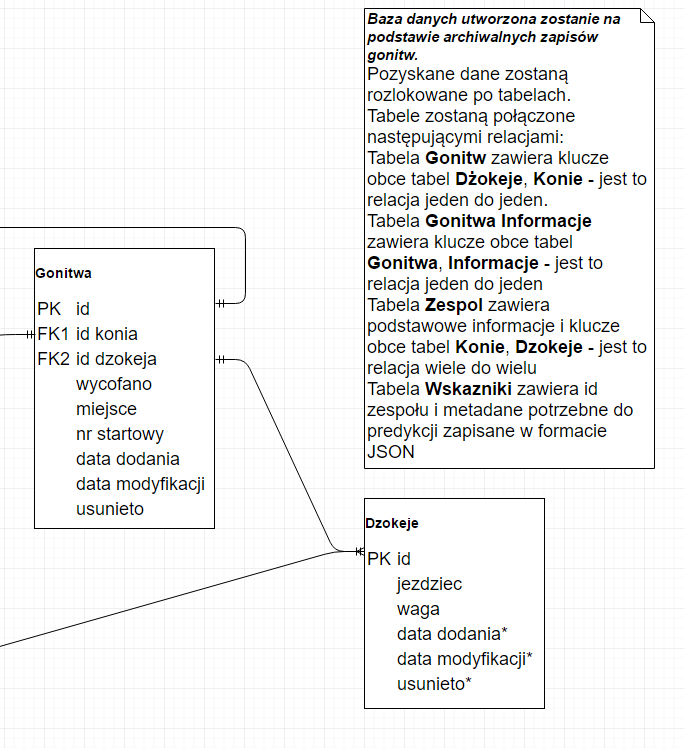 Baza danych utworzona zostanie na
podstawie archiwalnych zapisów
gonitw.
Pozyskane dane zostaną
rozlokowane po tabelach.
Tabele zostaną połączone
następującymi relacjami:
Tabela Gonitw zawiera klucze
obce tabel Dżokeje, Konie - jest to
relacja jeden do jeden.
Tabela Gonitwa Informacje
zawiera klucze obce tabel
Gonitwa, Informacje - jest to
relacja jeden do jeden
Tabela Zespol zawiera
podstawowe informacje i klucze
obce tabel Konie, Dzokeje - jest to
relacja wiele do wielu
Tabela Wskazniki zawiera id
zespołu i metadane potrzebne do
predykcji zapisane w formacie
JSON
Gonitwa
PK id
FK1 id konia
FK2 id dzokeja
wycofano
miejsce
nr startowy
data dodania
data modyfikacji
usunieto
Dzokeje
PK id
jezdziec
waga
data dodania*
data modyfikacji*
usunieto*